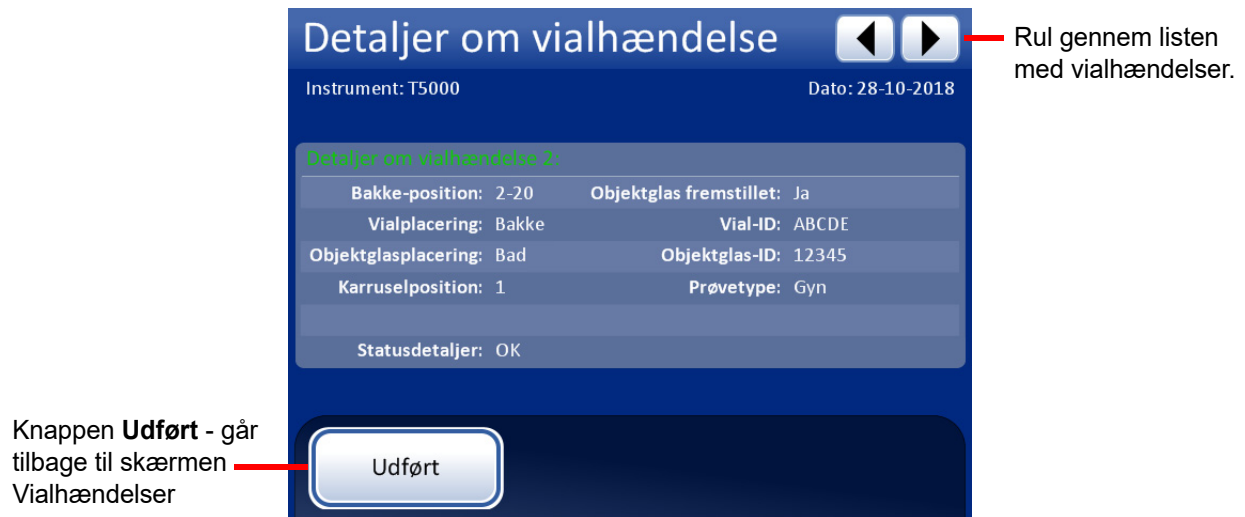 Detaljer om vialhændelse
Rul gennem listen
med vialhændelser.
Instrument: T5000 Dato: 28-10-2018
Detaljer om vialhændelse 2:
Bakke-position: 2-20 Objektglas fremstillet: Ja
Vialplacering: Bakke Vial-ID: ABCDE
Objektglasplacering: Bad Objektglas-ID: 12345
Karruselposition: 1 Prøvetype: Gyn
Statusdetaljer: OK
Knappen Udført - går
tilbage til skærmen
Vialhændelser
Udført